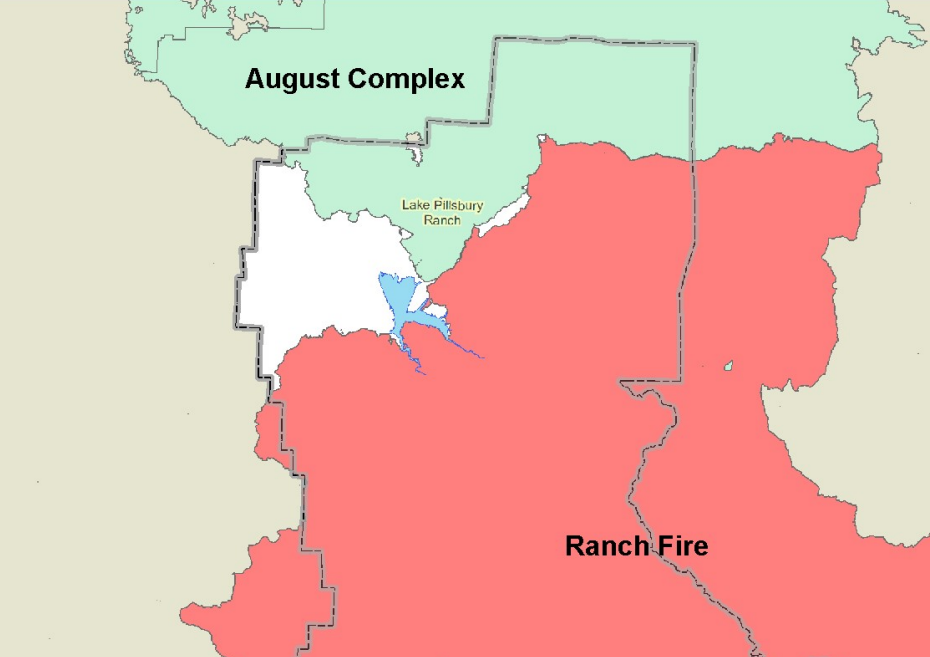 August Complex
Lake Pillsbury
Ranch
Ranch Fire